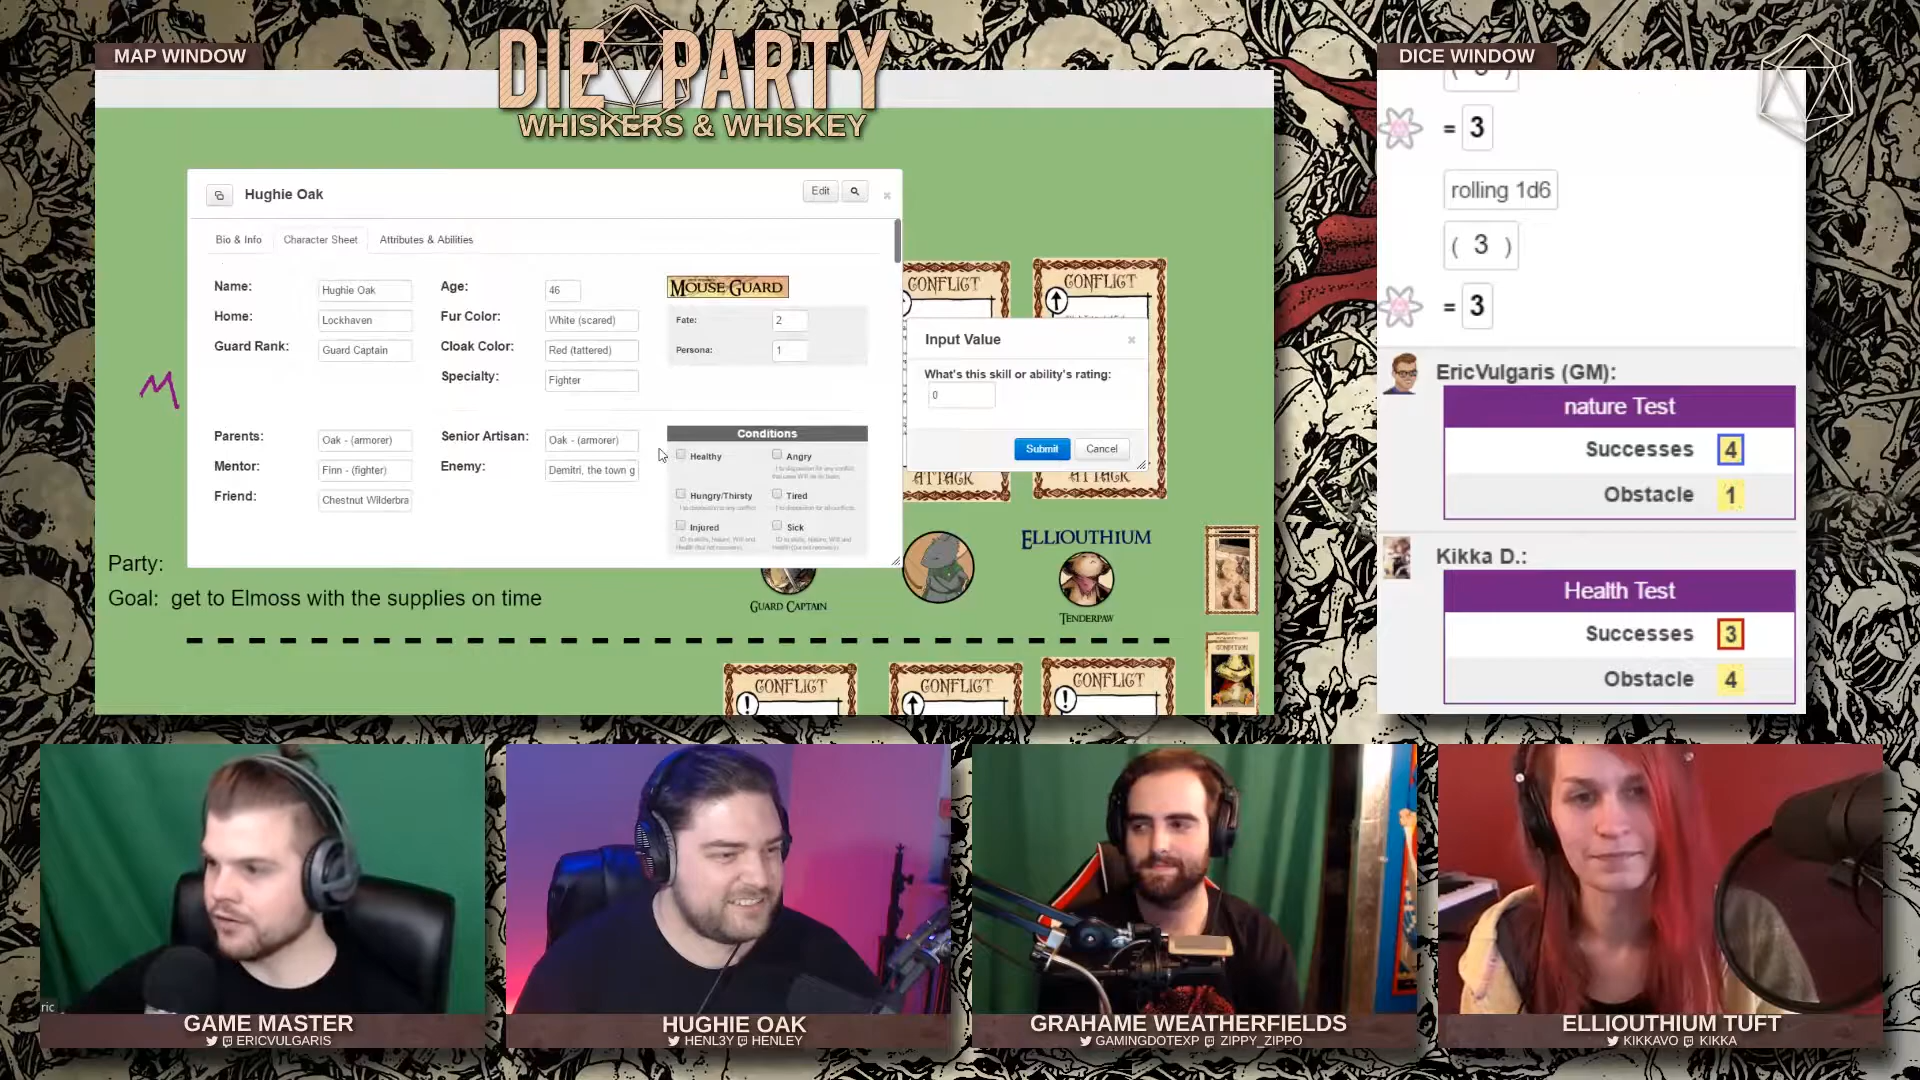 MAP WINDOW
DIE PARTY
WHISKERS & WHISKEY
DICE WINDOW
Hughie Oak
Edit
Bio & Info
Character Sheet
Attributes & Abilities
Name:
Hughie Oak
Age:
46
MOUSE GUARD
Home:
Lockhaven
Fur Color:
White (scared)
Fate:
2
Guard Rank:
Guard Captain
Cloak Color:
Red (tattered)
Persona:
1
Specialty:
Fighter
Parents:
Oak - (armorer)
Senior Artisan:
Oak - (armorer)
Conditions
Mentor:
Finn - (fighter)
Enemy:
Demitri, the town g
Healthy
Angry
Friend:
Chestnut Wilderbra
Hungry/Thirsty
Tired
Injured
Sick
CONFLICT
CONFLICT
Input Value
What's this skill or ability's rating:
0
Submit
Cancel
ATTACK
ATTACK
M
Party:
Goal: get to Elmoss with the supplies on time
GUARD CAPTAIN
ELLIOUTHIUM
TENDERPAW
CONFLICT
CONFLICT
CONFLICT
= 3
rolling 1d6
( 3 )
= 3
EricVulgaris (GM):
nature Test
Successes 4
Obstacle 1
Kikka D.:
Health Test
Successes 3
Obstacle 4
ric
GAME MASTER
ERICVULGARIS
HUGHIE OAK
HENL3Y HENLEY
GRAHAME WEATHERFIELDS
GAMINGDOTEXP ZIPPY_ZIPPO
ELLIOUTHIUM TUFT
KIKKAVO KIKKA